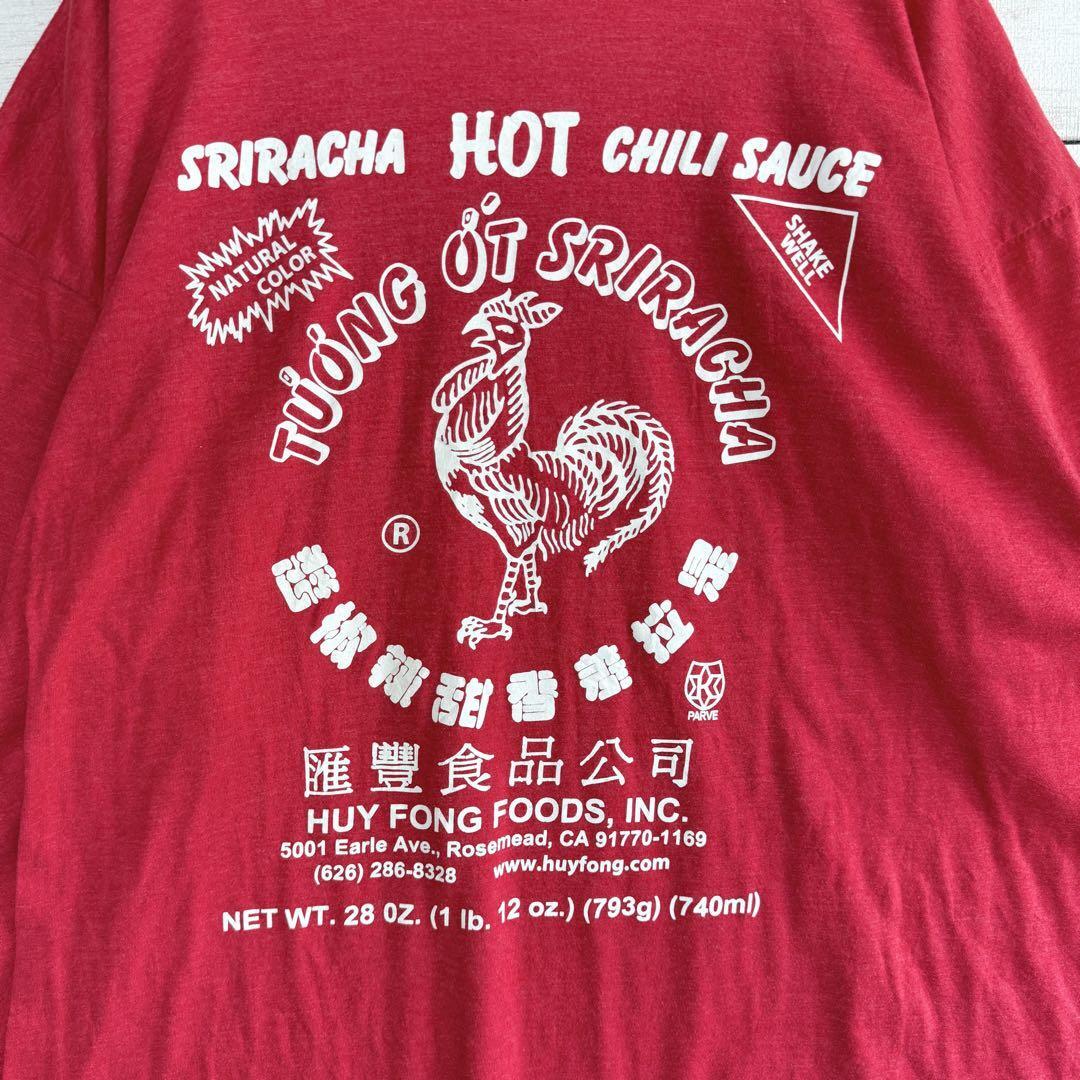 SRIRACHA HOT CHILI SAUCE
NATURAL
COLOR
SHAKE
WELL
TƯƠNG ỚT SRIRACHA
®
是拉差香甜辣椒醬
K
PARVE
匯豐食品公司
HUY FONG FOODS, INC.
5001 Earle Ave., Rosemead, CA 91770-1169
(626) 286-8328 www.huyfong.com
NET WT. 28 OZ. (1 lb. 12 oz.) (793g) (740ml)